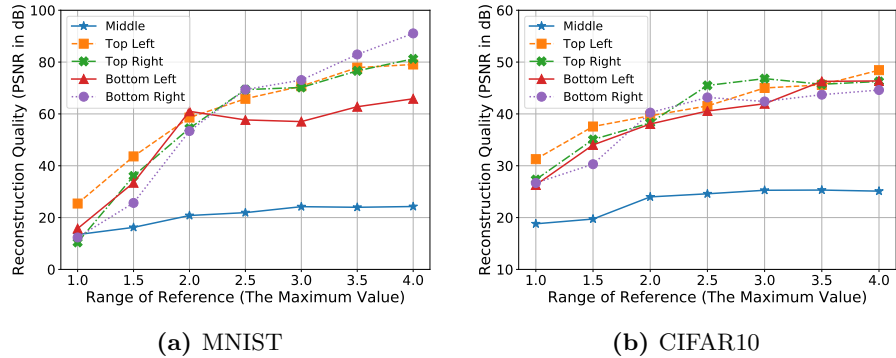 Reconstruction Quality (PSNR in dB)
100
80
60
40
20
0
Middle
Top Left
Top Right
Bottom Left
Bottom Right
1.0 1.5 2.0 2.5 3.0 3.5 4.0
Range of Reference (The Maximum Value)
(a) MNIST
Reconstruction Quality (PSNR in dB)
60
50
40
30
20
10
Middle
Top Left
Top Right
Bottom Left
Bottom Right
1.0 1.5 2.0 2.5 3.0 3.5 4.0
Range of Reference (The Maximum Value)
(b) CIFAR10